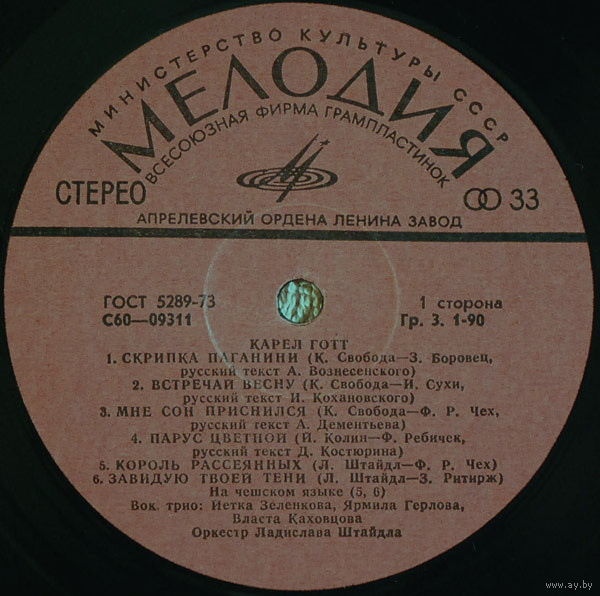 МИНИСТЕРСТВО КУЛЬТУРЫ СССР
МЕЛОДИЯ
ВСЕСОЮЗНАЯ ФИРМА ГРАМПЛАСТИНОК
СТЕРЕО
33
АПРЕЛЕВСКИЙ ОРДЕНА ЛЕНИНА ЗАВОД
ГОСТ 5289-73
1 сторона
С60—09311
Гр. 3. 1-90
КАРЕЛ ГОТТ
1. СКРИПКА ПАГАНИНИ (К. Свобода—З. Боровец,
русский текст А. Вознесенского)
2. ВСТРЕЧАЙ ВЕСНУ (К. Свобода—И. Сухи,
русский текст И. Кохановского)
3. МНЕ СОН ПРИСНИЛСЯ (К. Свобода—Ф. Р. Чех,
русский текст А. Дементьева)
4. ПАРУС ЦВЕТНОЙ (Й. Колин—Ф. Ребичек,
русский текст Д. Костюрина)
5. КОРОЛЬ РАССЕЯННЫХ (Л. Штайдл—Ф. Р. Чех)
6. ЗАВИДУЮ ТВОЕЙ ТЕНИ (Л. Штайдл—З. Ритирж)
На чешском языке (5, 6)
Вок. трио: Иетка Зеленкова, Ярмила Герлова,
Власта Каховцова
Оркестр Ладислава Штайдла
www.ay.by